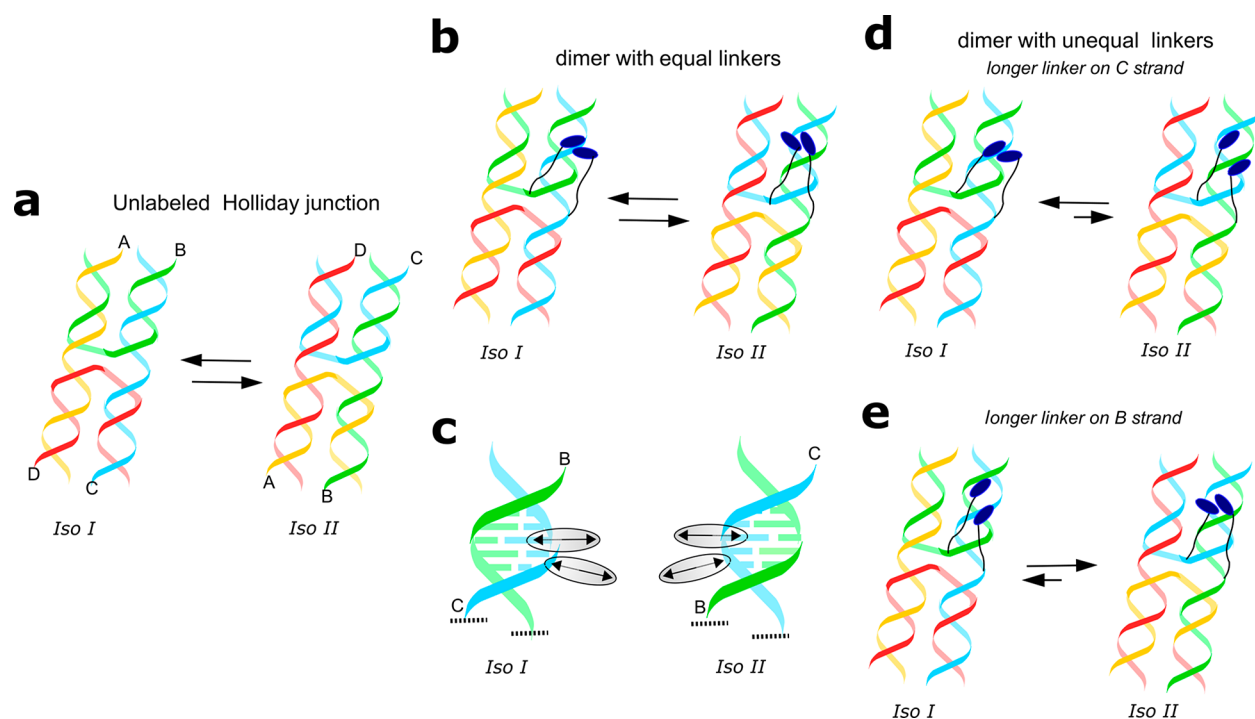 a
Unlabeled Holliday junction
A
B
D
C
D
C
A
B
Iso I
Iso II
b
dimer with equal linkers
Iso I
Iso II
c
B
C
C
B
Iso I
Iso II
d
dimer with unequal linkers
longer linker on C strand
Iso I
Iso II
e
longer linker on B strand
Iso I
Iso II